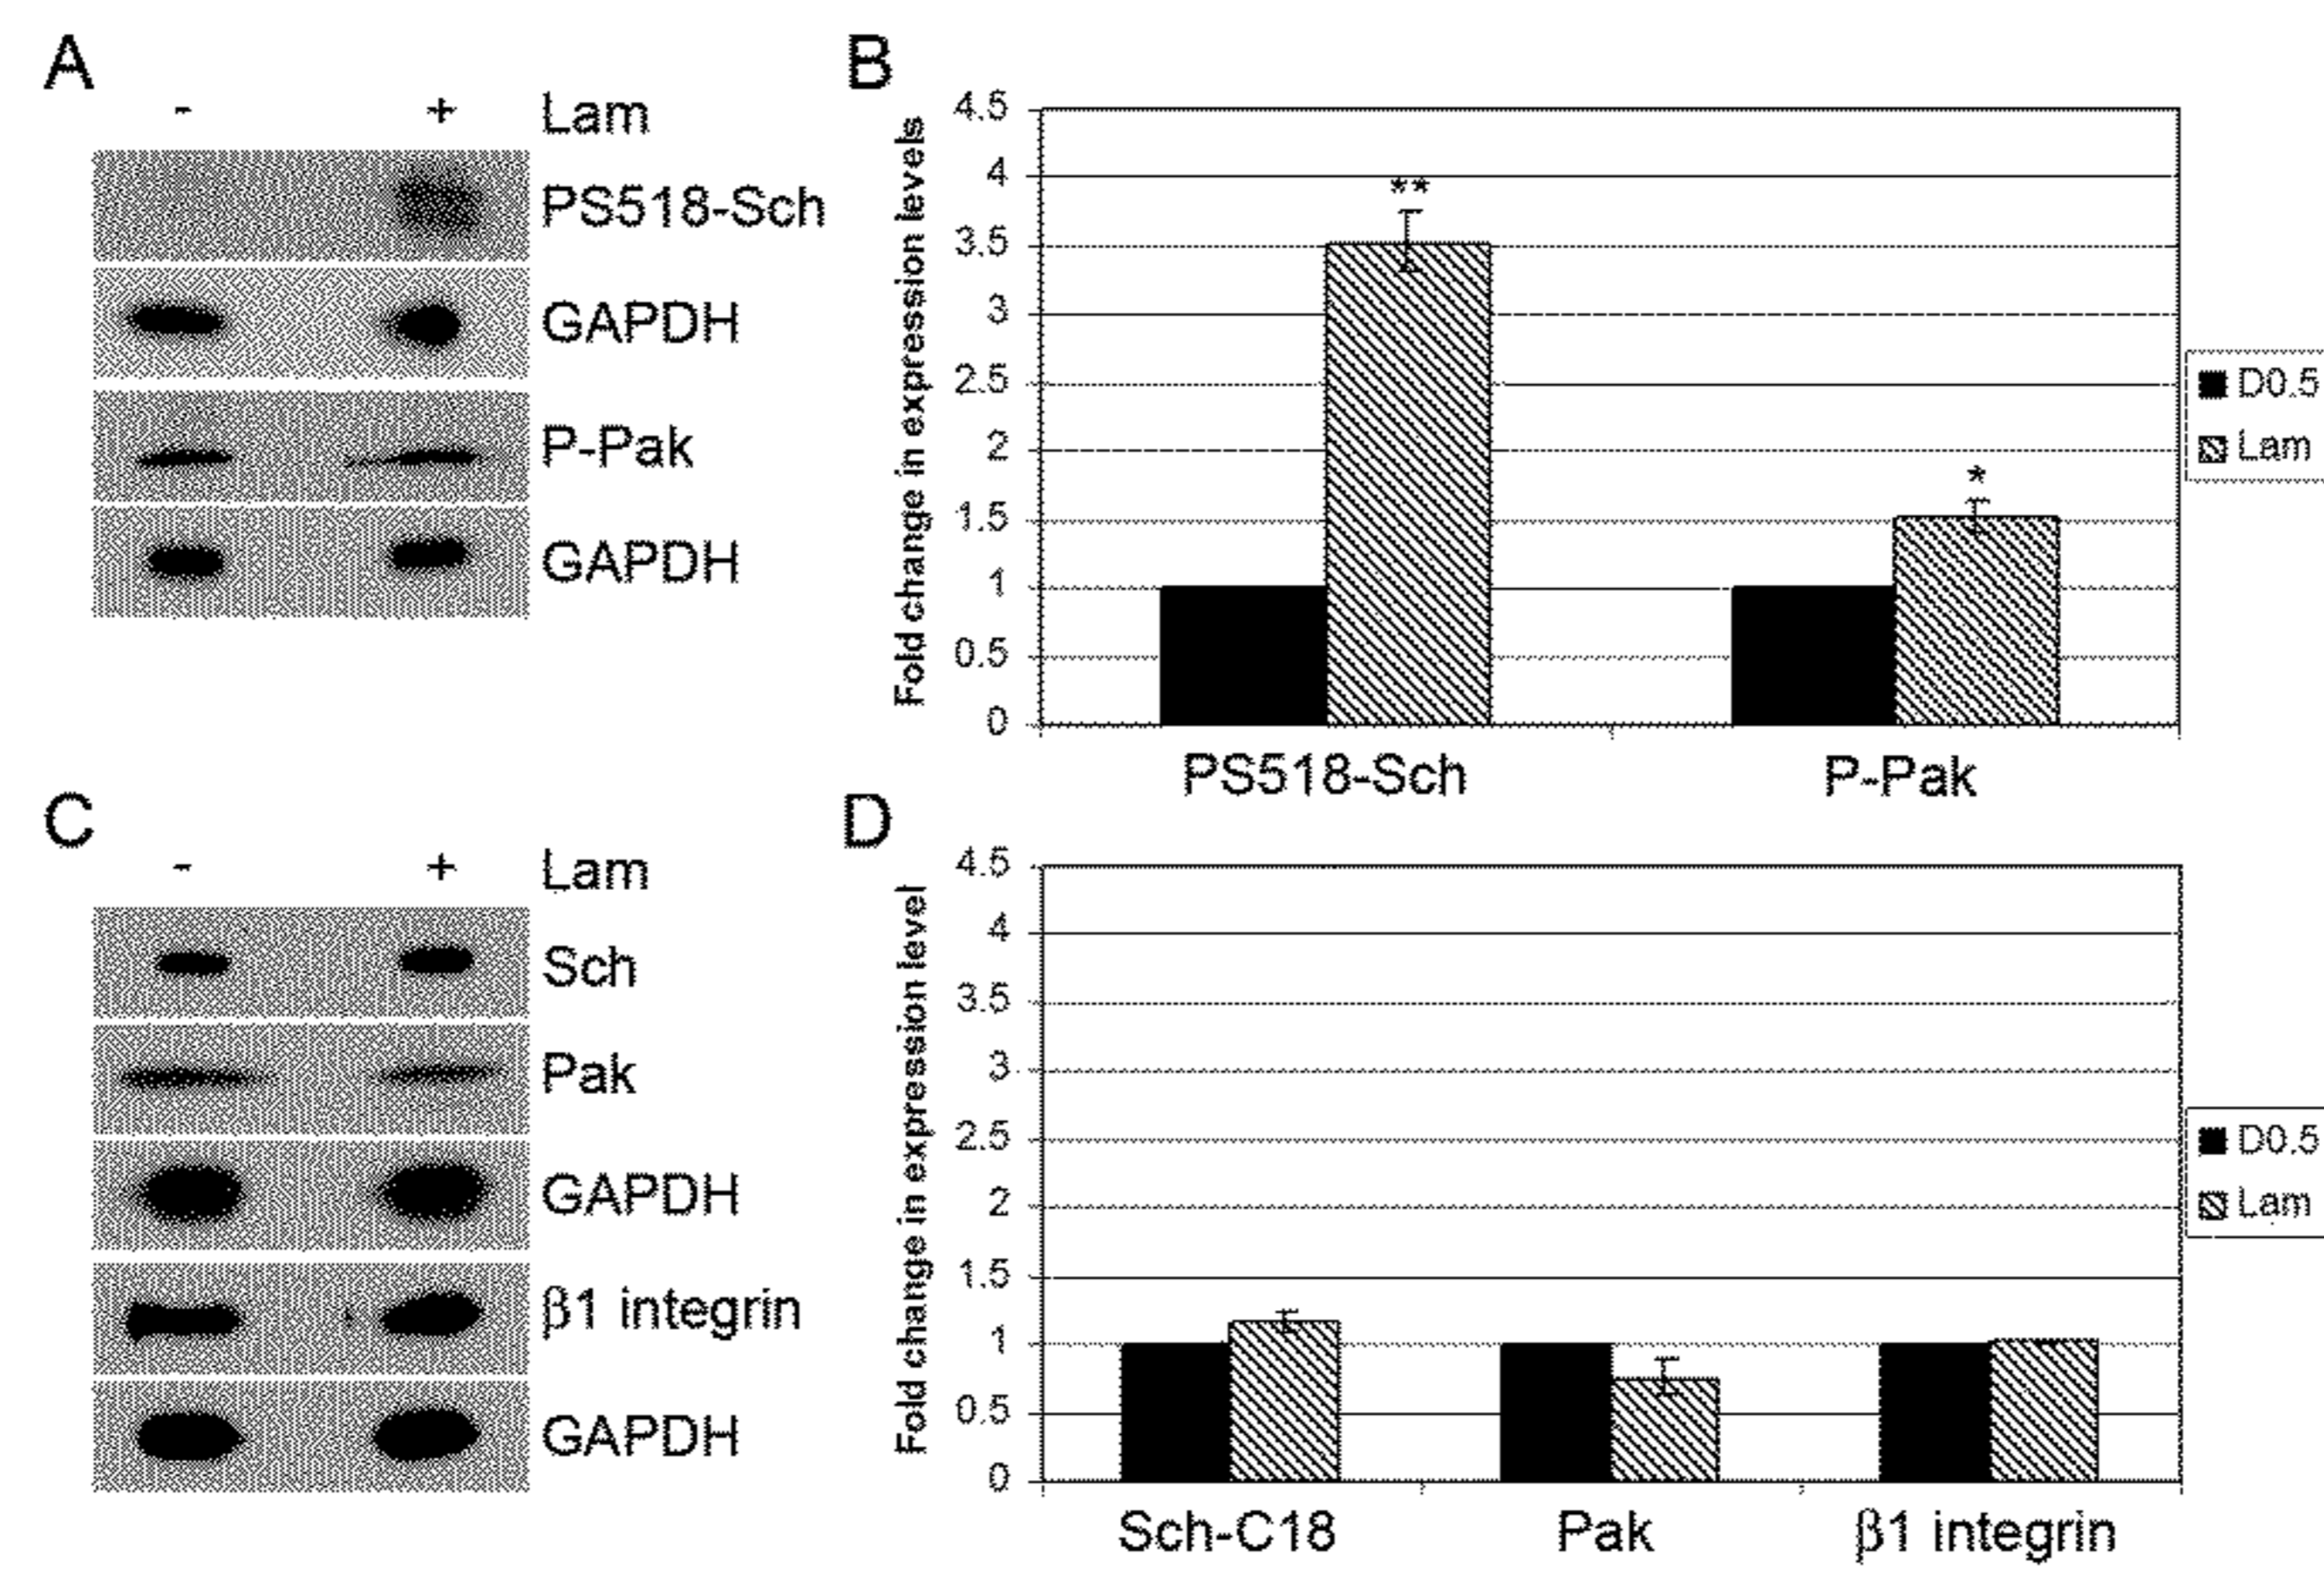 A
- + Lam
PS518-Sch
GAPDH
P-Pak
GAPDH
B
Fold change in expression levels
4.5
4
3.5
3
2.5
2
1.5
1
0.5
0
**
*
PS518-Sch P-Pak
D0.5
Lam
C
- + Lam
Sch
Pak
GAPDH
β1 integrin
GAPDH
D
Fold change in expression level
4.5
4
3.5
3
2.5
2
1.5
1
0.5
0
Sch-C18 Pak β1 integrin
D0.5
Lam